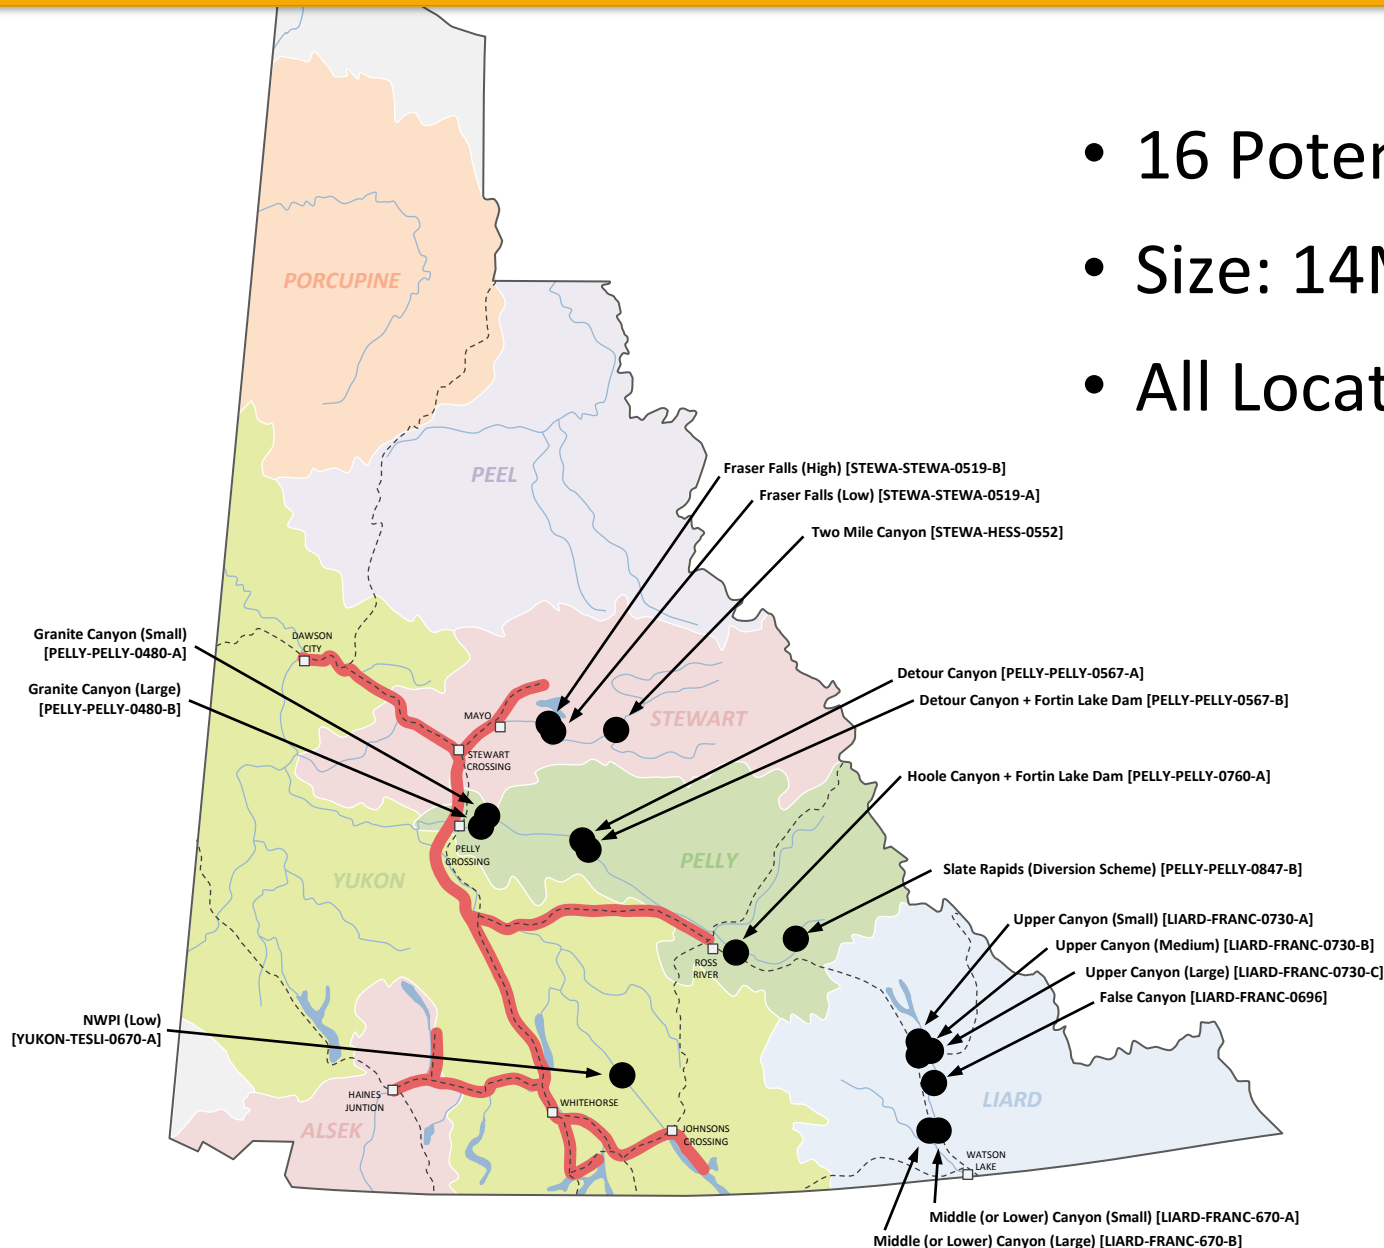 • 16 Poten
• Size: 14M
• All Locat
PORCUPINE
PEEL
Fraser Falls (High) [STEWA-STEWA-0519-B]
Fraser Falls (Low) [STEWA-STEWA-0519-A]
Two Mile Canyon [STEWA-HESS-0552]
Granite Canyon (Small)
[PELLY-PELLY-0480-A]
DAWSON
CITY
Granite Canyon (Large)
[PELLY-PELLY-0480-B]
Detour Canyon [PELLY-PELLY-0567-A]
Detour Canyon + Fortin Lake Dam [PELLY-PELLY-0567-B]
MAYO
STEWART
STEWART
CROSSING
Hoole Canyon + Fortin Lake Dam [PELLY-PELLY-0760-A]
PELLY
CROSSING
PELLY
YUKON
Slate Rapids (Diversion Scheme) [PELLY-PELLY-0847-B]
Upper Canyon (Small) [LIARD-FRANC-0730-A]
Upper Canyon (Medium) [LIARD-FRANC-0730-B]
ROSS
RIVER
Upper Canyon (Large) [LIARD-FRANC-0730-C]
False Canyon [LIARD-FRANC-0696]
NWPI (Low)
[YUKON-TESLI-0670-A]
HAINES
JUNTION
WHITEHORSE
LIARD
ALSEK
JOHNSONS
CROSSING
WATSON
LAKE
Middle (or Lower) Canyon (Small) [LIARD-FRANC-670-A]
Middle (or Lower) Canyon (Large) [LIARD-FRANC-670-B]